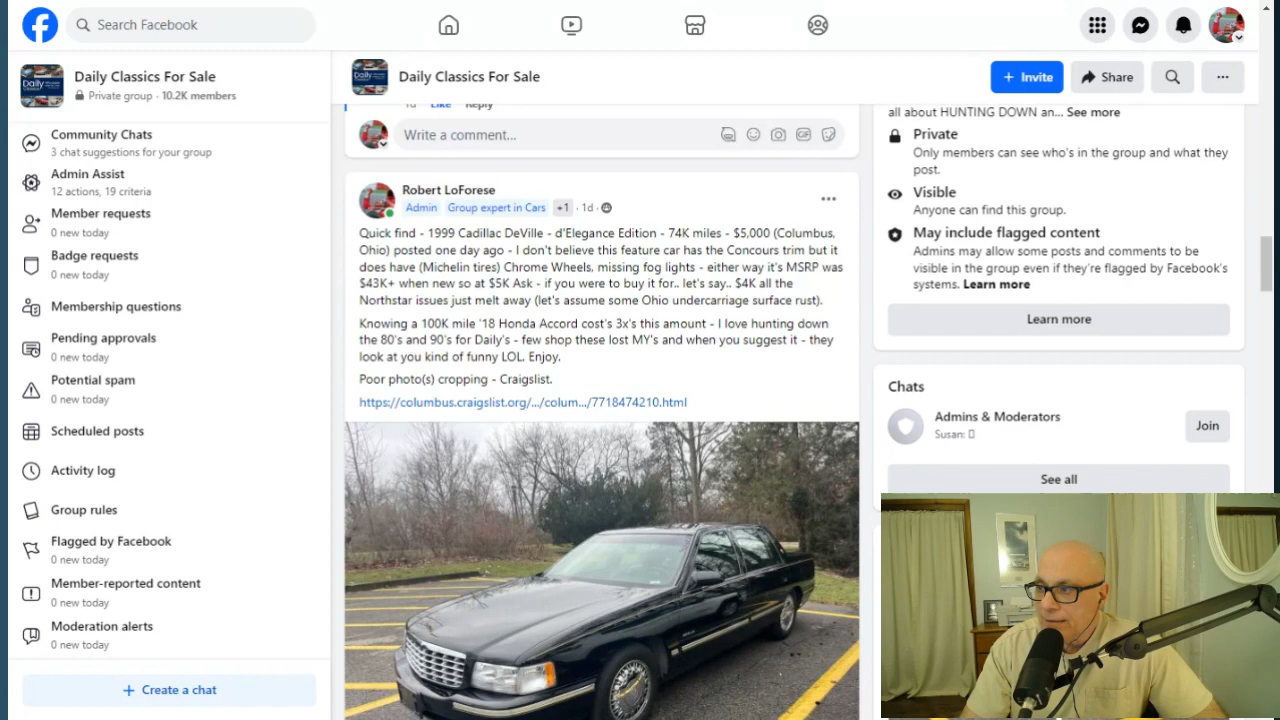 Search Facebook
Daily Classics For Sale
Private group · 10.2K members
Community Chats
3 chat suggestions for your group
Admin Assist
12 actions, 19 criteria
Member requests
0 new today
Badge requests
0 new today
Membership questions
Pending approvals
0 new today
Potential spam
0 new today
Scheduled posts
Activity log
Group rules
Flagged by Facebook
0 new today
Member-reported content
0 new today
Moderation alerts
0 new today
+ Create a chat
Daily Classics For Sale
+ Invite
Share
1d Like Reply
Write a comment...
Robert LoForese
Admin Group expert in Cars +1 · 1d ·
Quick find - 1999 Cadillac DeVille - d'Elegance Edition - 74K miles - $5,000 (Columbus,
Ohio) posted one day ago - I don't believe this feature car has the Concours trim but it
does have (Michelin tires) Chrome Wheels, missing fog lights - either way it's MSRP was
$43K+ when new so at $5K Ask - if you were to buy it for.. let's say.. $4K all the
Northstar issues just melt away (let's assume some Ohio undercarriage surface rust).
Knowing a 100K mile '18 Honda Accord cost's 3x's this amount - I love hunting down
the 80's and 90's for Daily's - few shop these lost MY's and when you suggest it - they
look at you kind of funny LOL. Enjoy.
Poor photo(s) cropping - Craigslist.
https://columbus.craigslist.org/.../colum.../7718474210.html
all about HUNTING DOWN an... See more
Private
Only members can see who's in the group and what they
post.
Visible
Anyone can find this group.
May include flagged content
Admins may allow some posts and comments to be
visible in the group even if they're flagged by Facebook's
systems. Learn more
Learn more
Chats
Admins & Moderators
Susan:
Join
See all